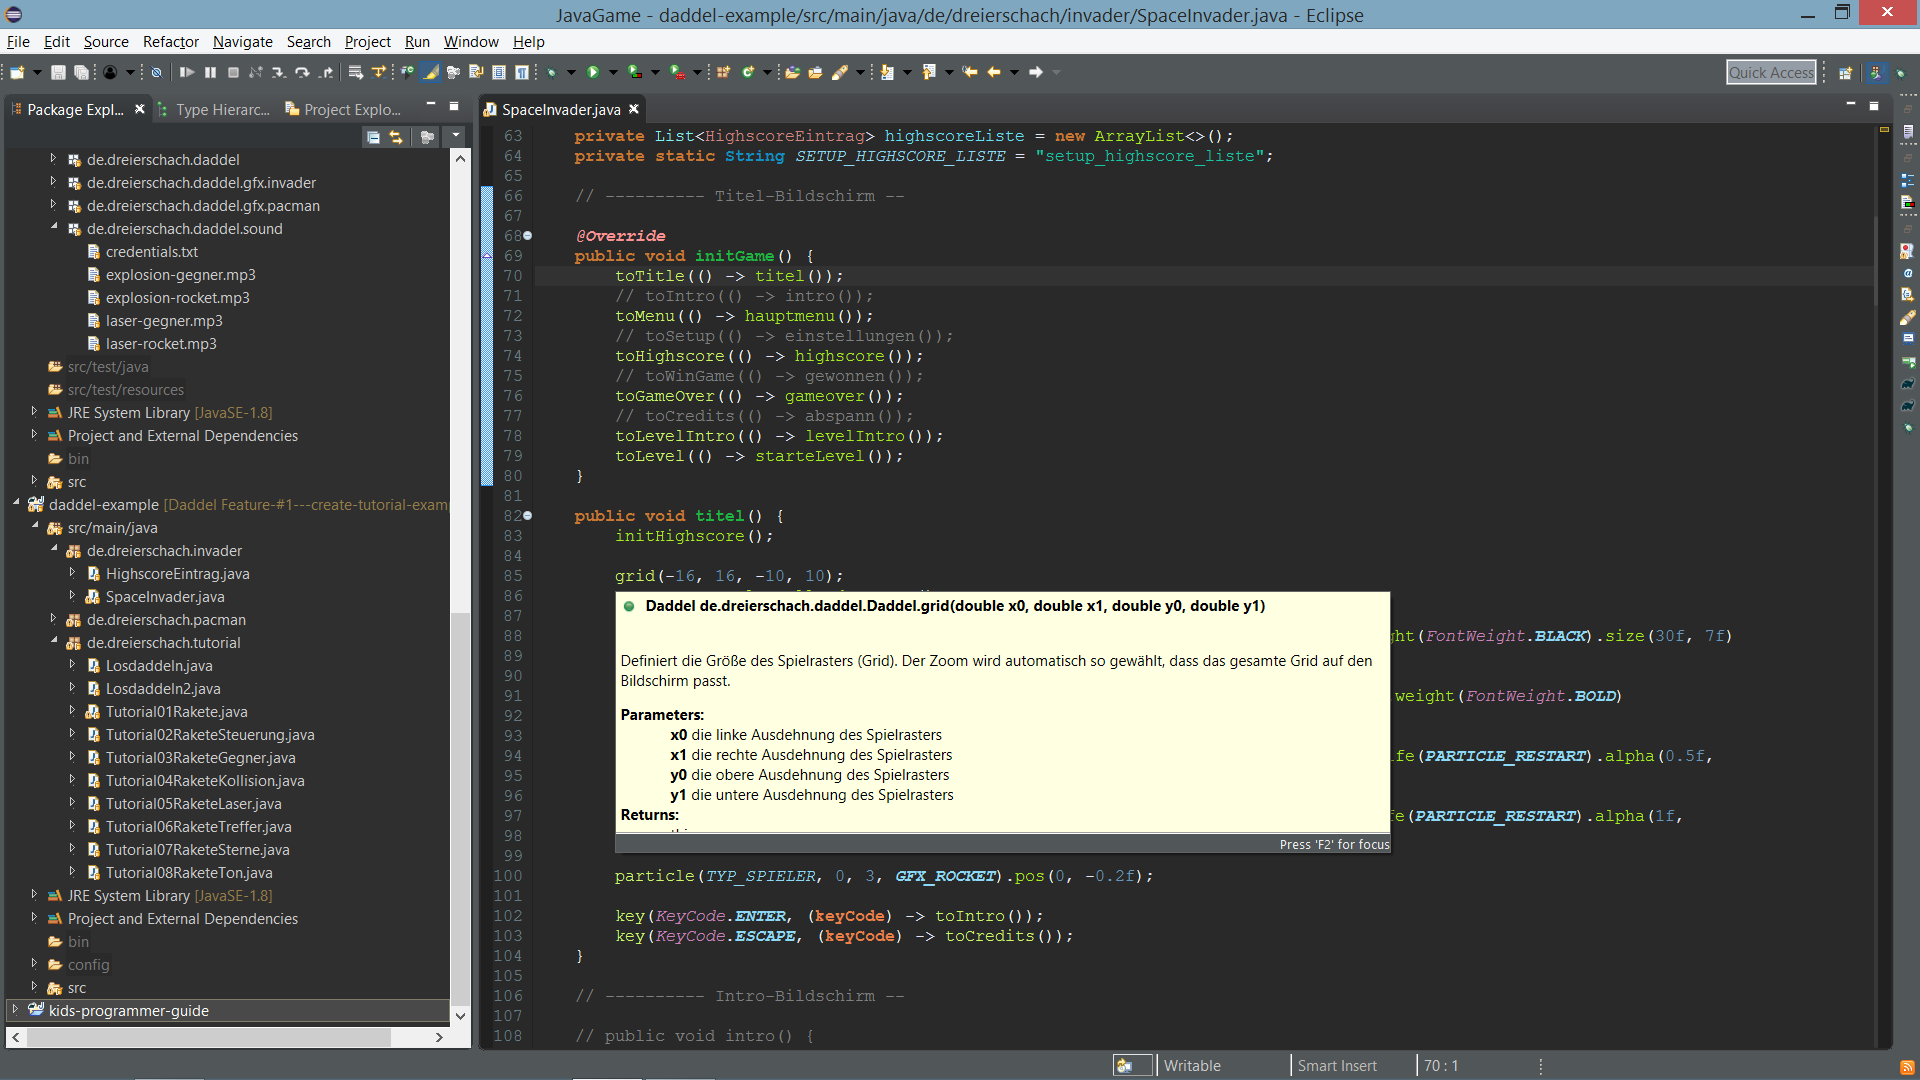 JavaGame - daddel-example/src/main/java/de/dreierschach/invader/SpaceInvader.java - Eclipse
File Edit Source Refactor Navigate Search Project Run Window Help
Quick Access
Package Expl... Type Hierarc... Project Explo...
de.dreierschach.daddel
de.dreierschach.daddel.gfx.invader
de.dreierschach.daddel.gfx.pacman
de.dreierschach.daddel.sound
credentials.txt
explosion-gegner.mp3
explosion-rocket.mp3
laser-gegner.mp3
laser-rocket.mp3
src/test/java
src/test/resources
JRE System Library [JavaSE-1.8]
Project and External Dependencies
bin
src
daddel-example [Daddel Feature-#1---create-tutorial-exam
src/main/java
de.dreierschach.invader
HighscoreEintrag.java
SpaceInvader.java
de.dreierschach.pacman
de.dreierschach.tutorial
Losdaddeln.java
Losdaddeln2.java
Tutorial01Rakete.java
Tutorial02RaketeSteuerung.java
Tutorial03RaketeGegner.java
Tutorial04RaketeKollision.java
Tutorial05RaketeLaser.java
Tutorial06RaketeTreffer.java
Tutorial07RaketeSterne.java
Tutorial08RaketeTon.java
JRE System Library [JavaSE-1.8]
Project and External Dependencies
bin
config
src
kids-programmer-guide
SpaceInvader.java
63 private List<HighscoreEintrag> highscoreListe = new ArrayList<>();
64 private static String SETUP_HIGHSCORE_LISTE = "setup_highscore_liste";
65
66 // ---------- Titel-Bildschirm --
67
68 @Override
69 public void initGame() {
70 toTitle(() -> titel());
71 // toIntro(() -> intro());
72 toMenu(() -> hauptmenu());
73 // toSetup(() -> einstellungen());
74 toHighscore(() -> highscore());
75 // toWinGame(() -> gewonnen());
76 toGameOver(() -> gameover());
77 // toCredits(() -> abspann());
78 toLevelIntro(() -> levelIntro());
79 toLevel(() -> starteLevel());
80 }
81
82 public void titel() {
83 initHighscore();
84
85 grid(-16, 16, -10, 10);
86
87
88 ght(FontWeight.BLACK).size(30f, 7f)
89
90
91 weight(FontWeight.BOLD)
92
93
94 ife(PARTICLE_RESTART).alpha(0.5f,
95
96
97 fe(PARTICLE_RESTART).alpha(1f,
98
99
100 particle(TYP_SPIELER, 0, 3, GFX_ROCKET).pos(0, -0.2f);
101
102 key(KeyCode.ENTER, (keyCode) -> toIntro());
103 key(KeyCode.ESCAPE, (keyCode) -> toCredits());
104 }
105
106 // ---------- Intro-Bildschirm --
107
108 // public void intro() {
Daddel de.dreierschach.daddel.Daddel.grid(double x0, double x1, double y0, double y1)
Definiert die Größe des Spielrasters (Grid). Der Zoom wird automatisch so gewählt, dass das gesamte Grid auf den
Bildschirm passt.
Parameters:
x0 die linke Ausdehnung des Spielrasters
x1 die rechte Ausdehnung des Spielrasters
y0 die obere Ausdehnung des Spielrasters
y1 die untere Ausdehnung des Spielrasters
Returns:
Press 'F2' for focus
Writable Smart Insert 70 : 1